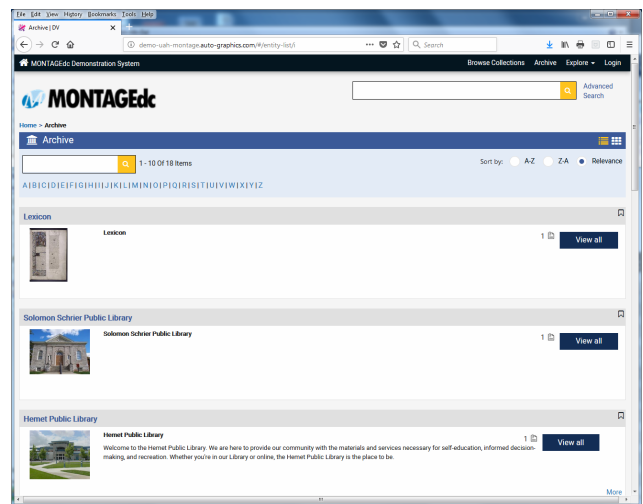 File Edit View History Bookmarks Tools Help
Archive | DV
demo-uah-montage.auto-graphics.com/#/entity-list/i
Search
MONTAGEdc Demonstration System
Browse Collections Archive Explore Login
MONTAGEdc
Advanced
Search
Home > Archive
Archive
1 - 10 Of 18 Items
Sort by: A-Z Z-A Relevance
A|B|C|D|E|F|G|H|I|J|K|L|M|N|O|P|Q|R|S|T|U|V|W|X|Y|Z
Lexicon
Lexicon
1 View all
Solomon Schrier Public Library
Solomon Schrier Public Library
1 View all
Hemet Public Library
Hemet Public Library
1 View all
Welcome to the Hemet Public Library. We are here to provide our community with the materials and services necessary for self-education, informed decision-
making, and recreation. Whether you're in our Library or online, the Hemet Public Library is the place to be.
More